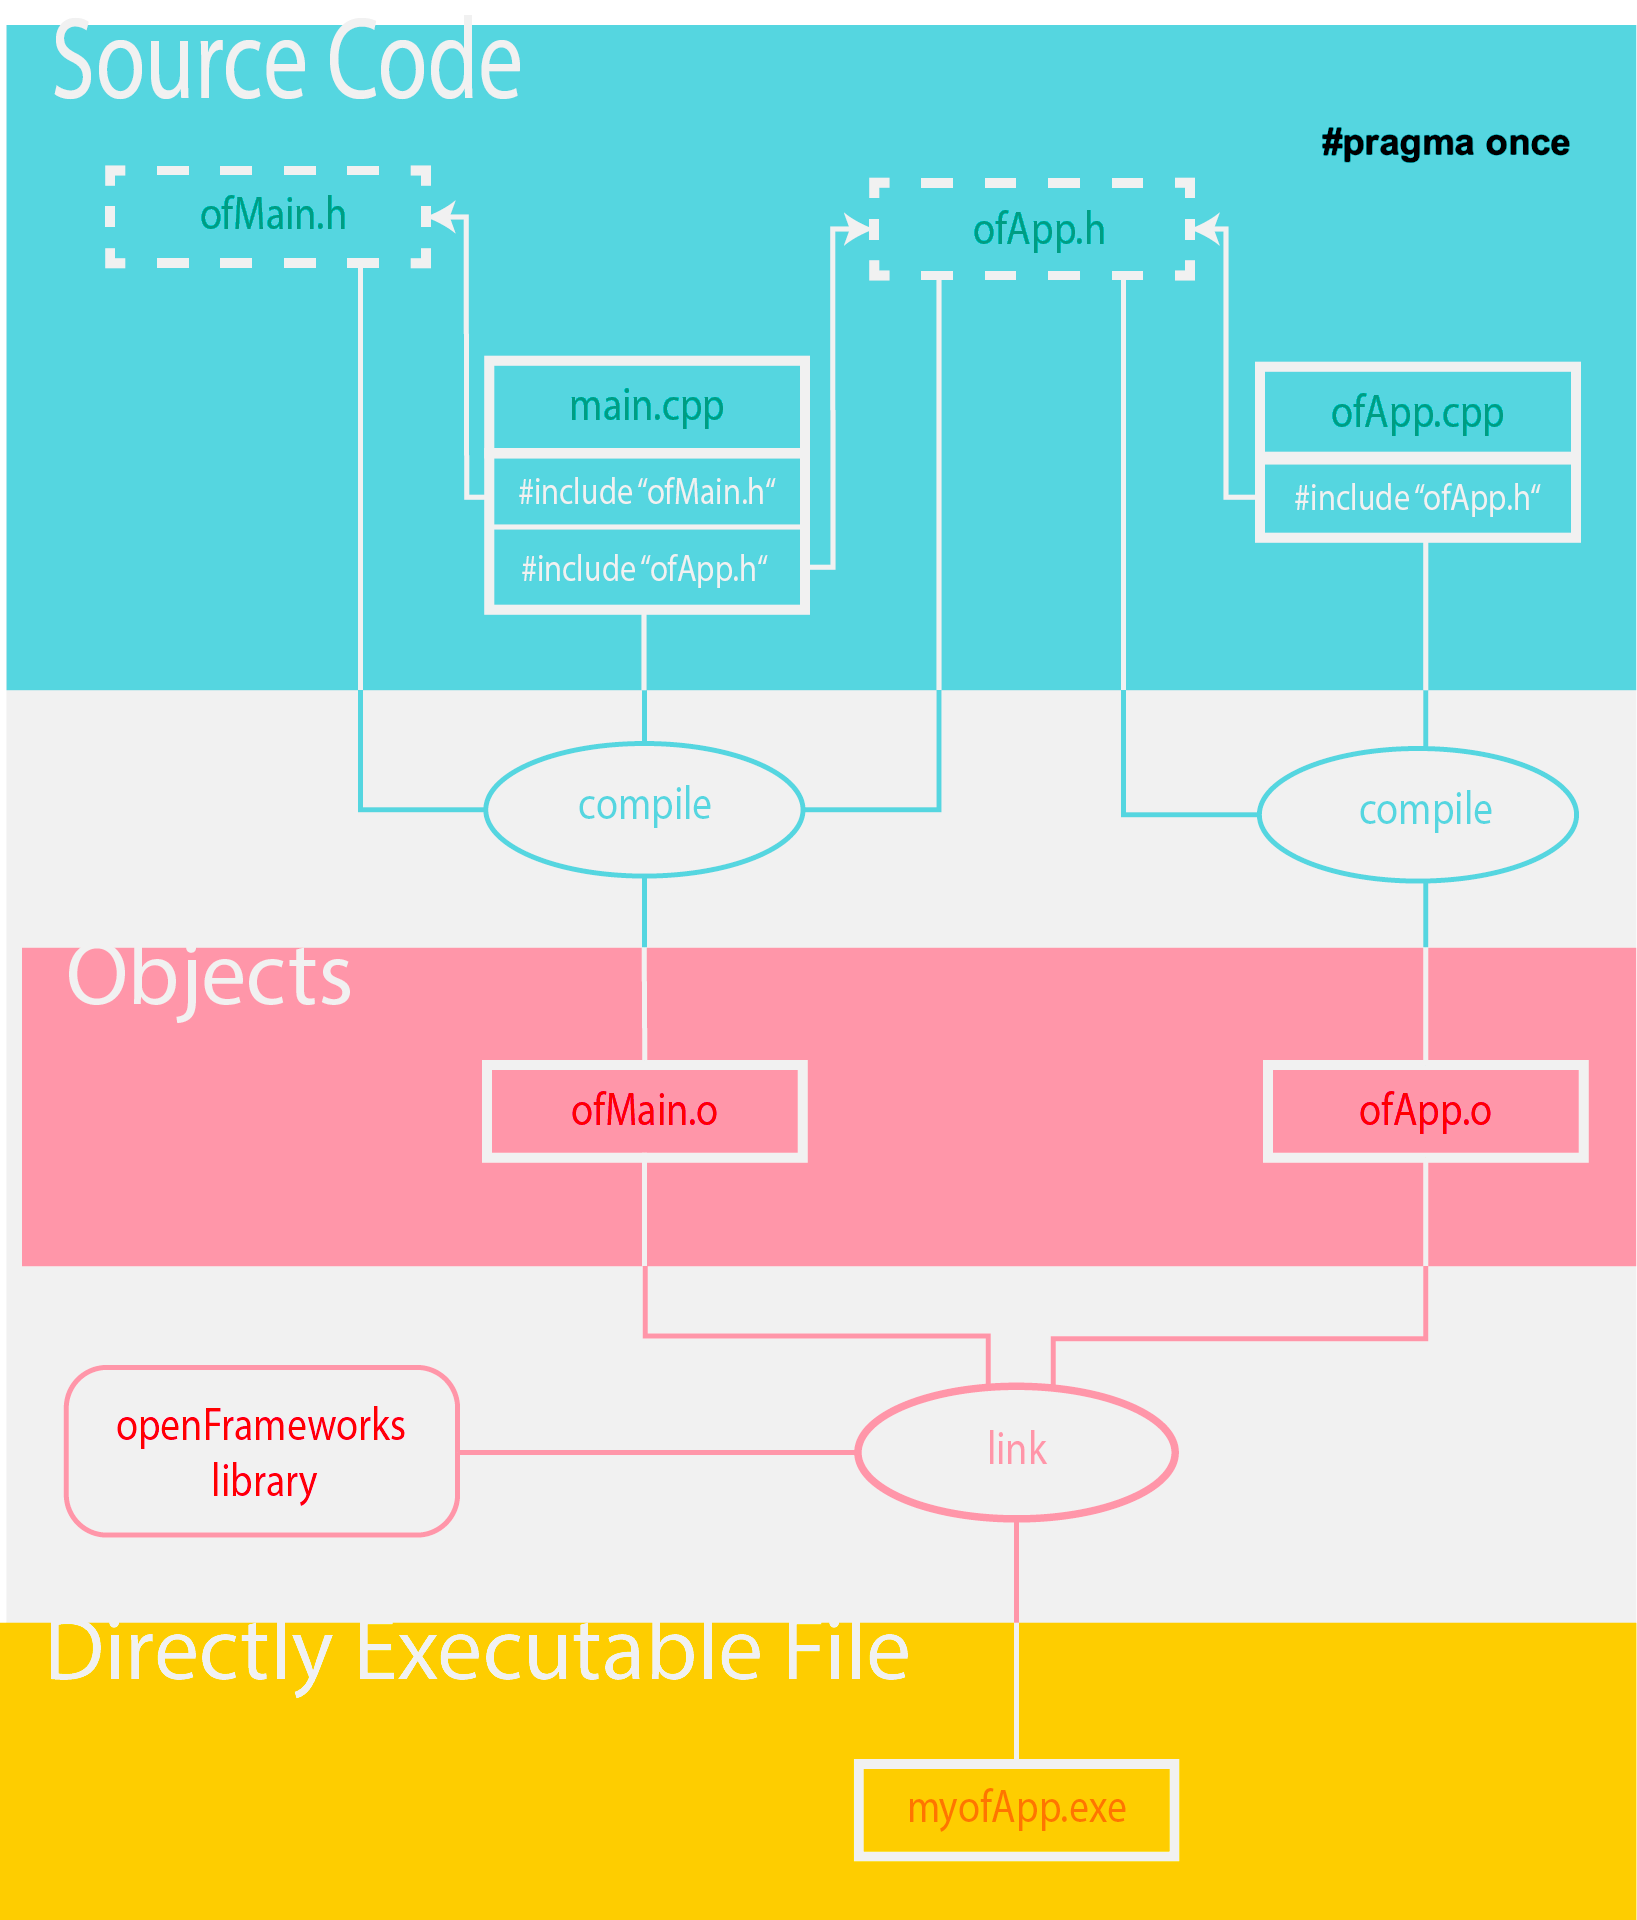 Source Code
#pragma once
ofMain.h
ofApp.h
main.cpp
#include “ofMain.h“
#include “ofApp.h“
ofApp.cpp
#include “ofApp.h“
compile
compile
Objects
ofMain.o
ofApp.o
openFrameworks
library
link
Directly Executable File
myofApp.exe